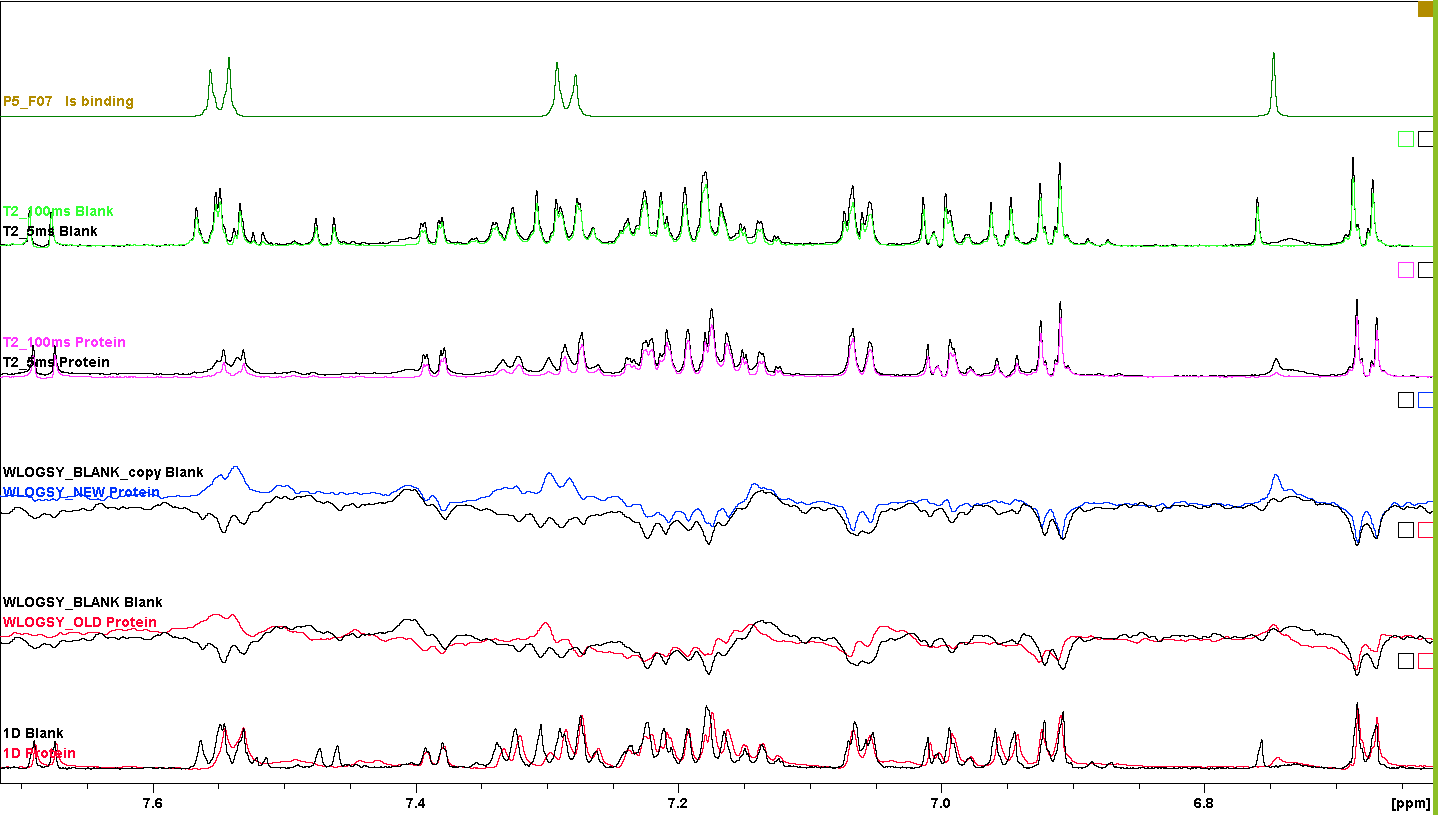 P5_F07 Is binding
T2_100ms Blank
T2_5ms Blank
T2_100ms Protein
T2_5ms Protein
WLOGSY_BLANK_copy Blank
WLOGSY_NEW Protein
WLOGSY_BLANK Blank
WLOGSY_OLD Protein
1D Blank
1D Protein
7.6 7.4 7.2 7.0 6.8 [ppm]